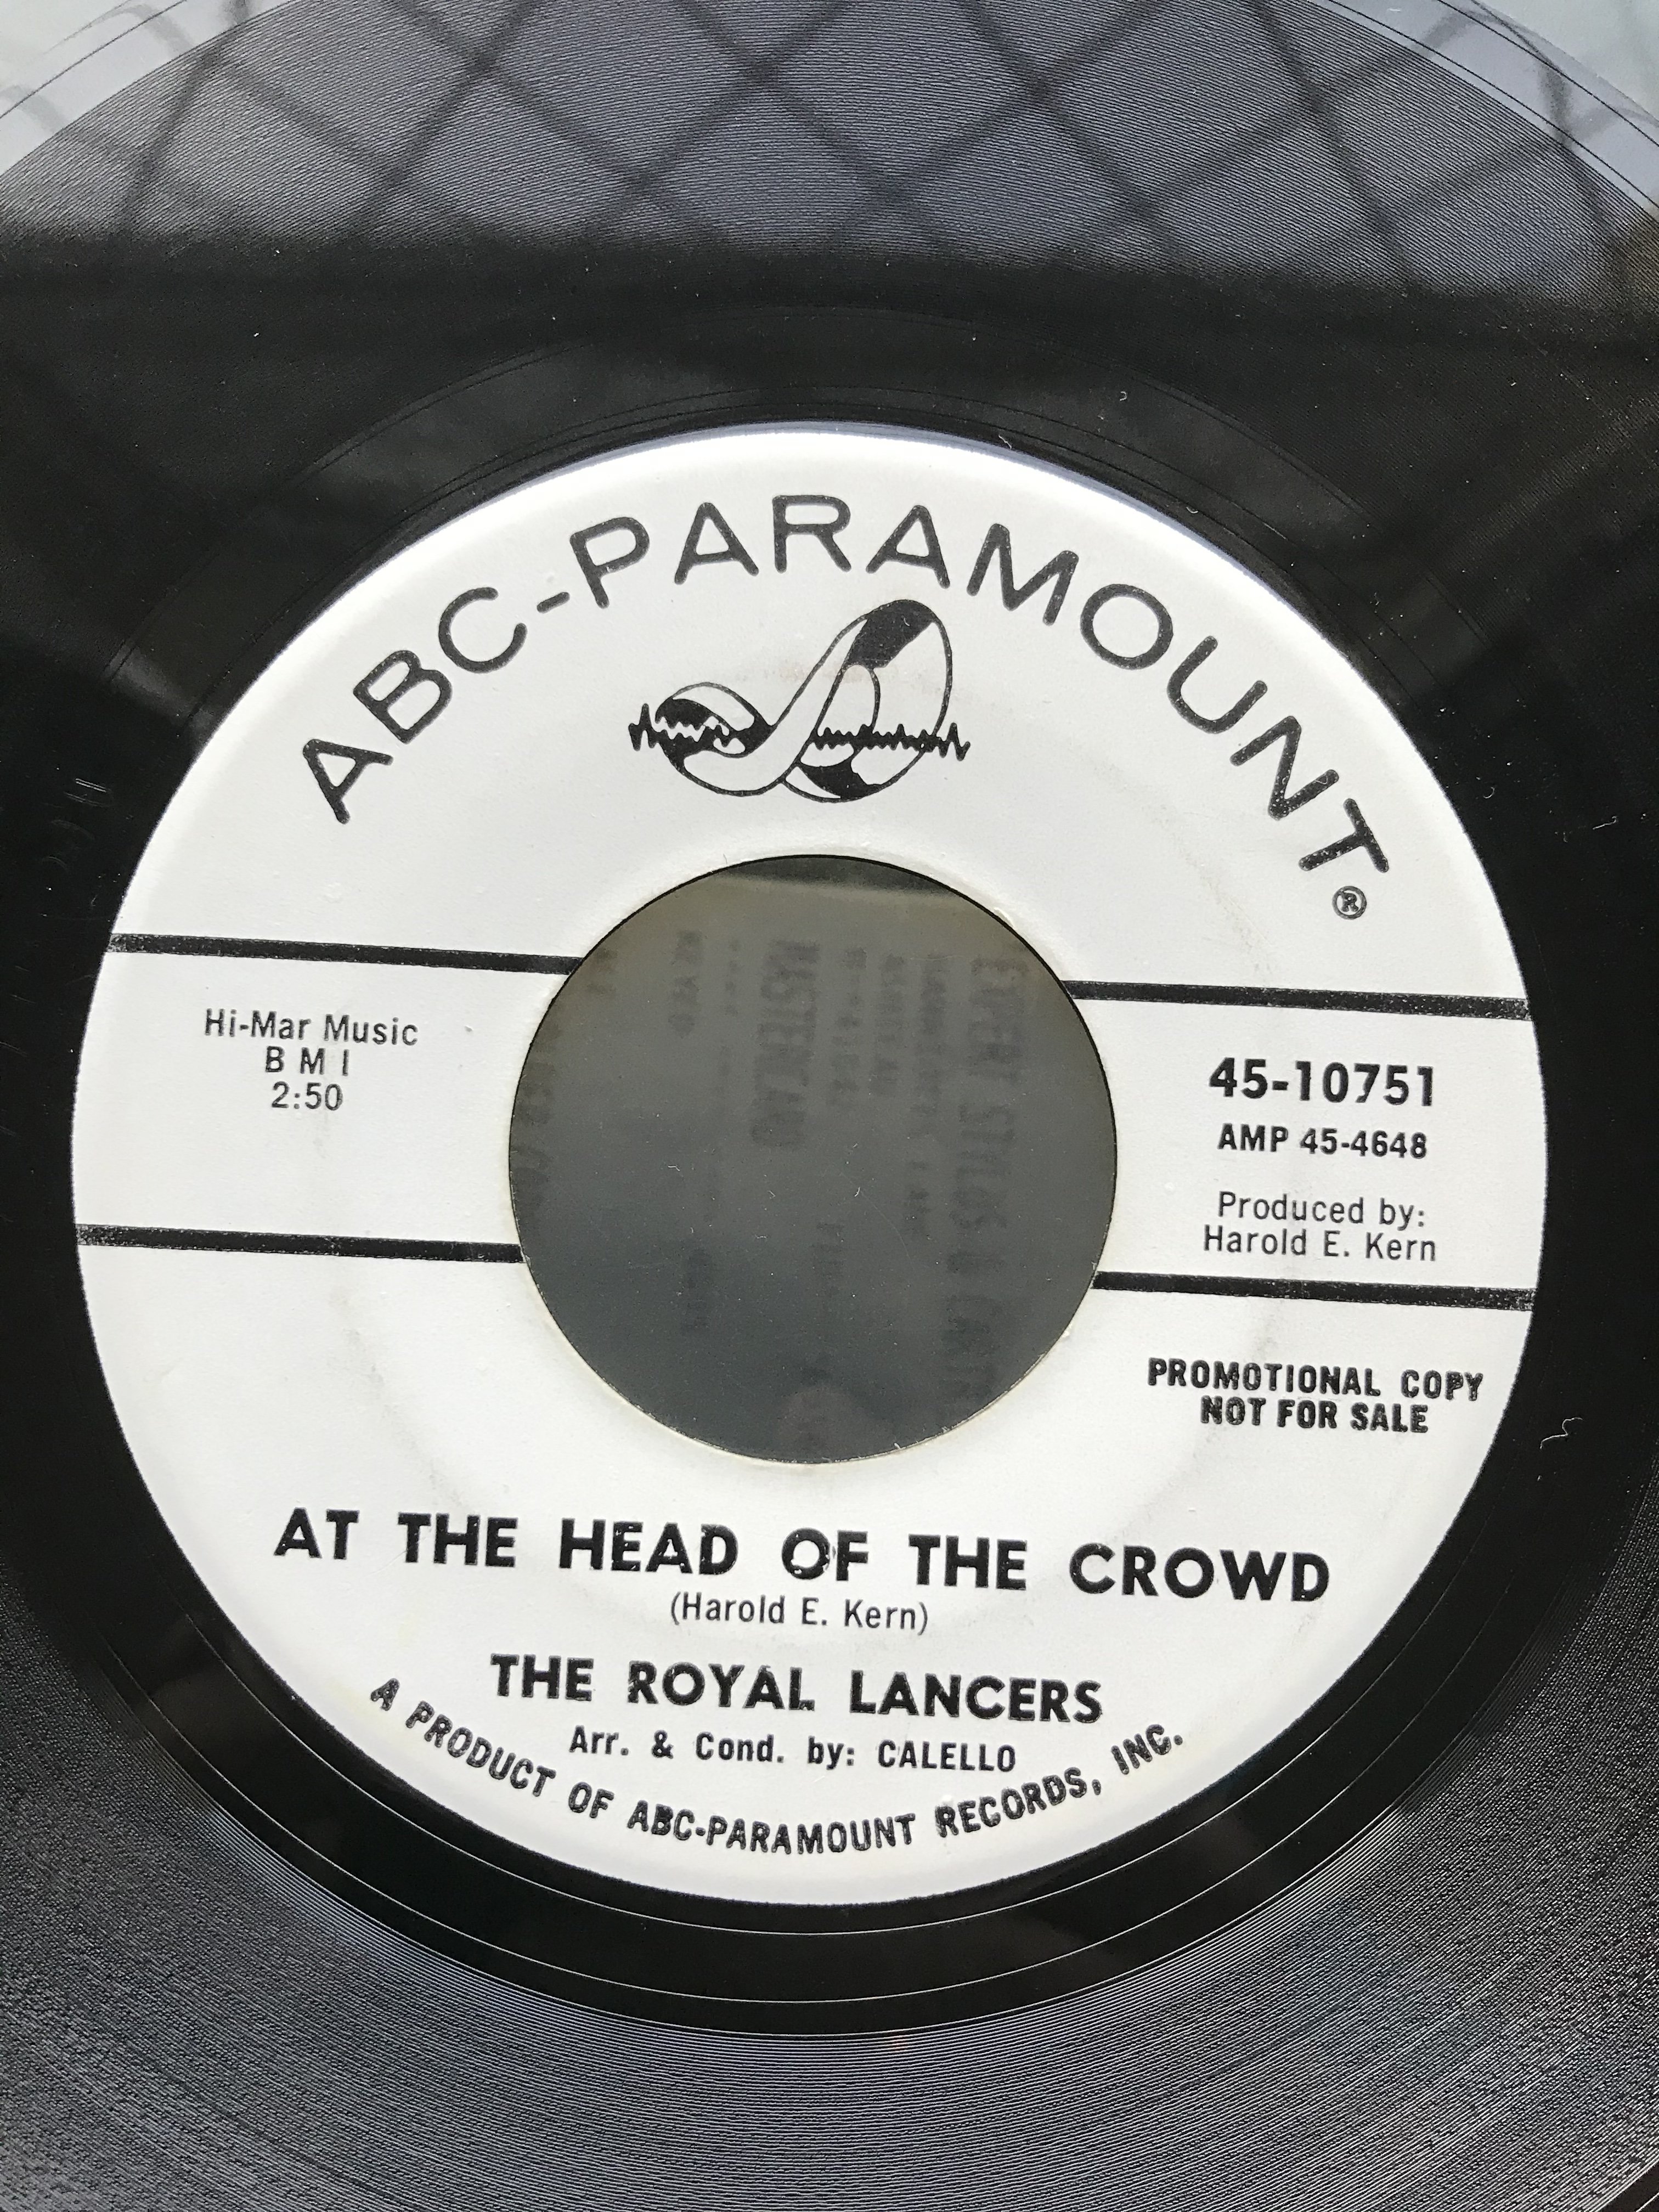 ABC-PARAMOUNT®
Hi-Mar Music
B M I
2:50
45-10751
AMP 45-4648
Produced by:
Harold E. Kern
PROMOTIONAL COPY
NOT FOR SALE
AT THE HEAD OF THE CROWD
(Harold E. Kern)
THE ROYAL LANCERS
Arr. & Cond. by: CALELLO
A PRODUCT OF ABC-PARAMOUNT RECORDS, INC.